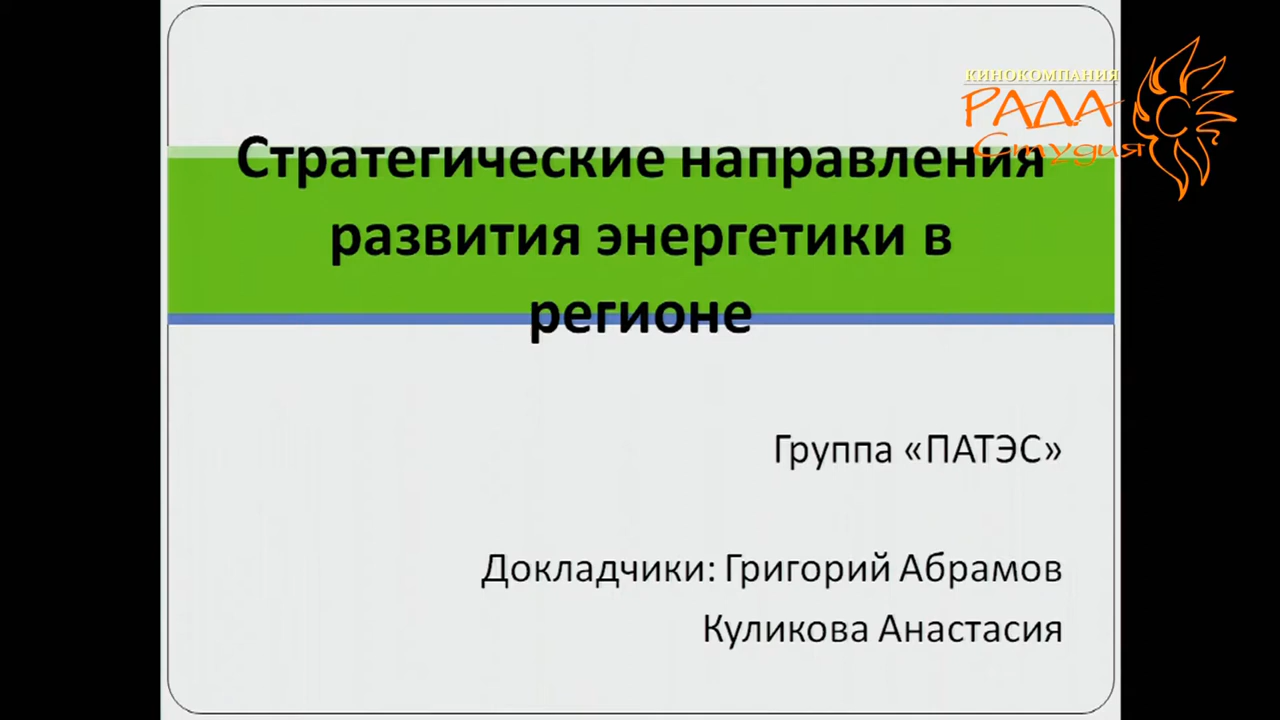 КИНОКОМПАНИЯ
РАДА
Студия
Стратегические направления
развития энергетики в
регионе
Группа «ПАТЭС»
Докладчики: Григорий Абрамов
Куликова Анастасия